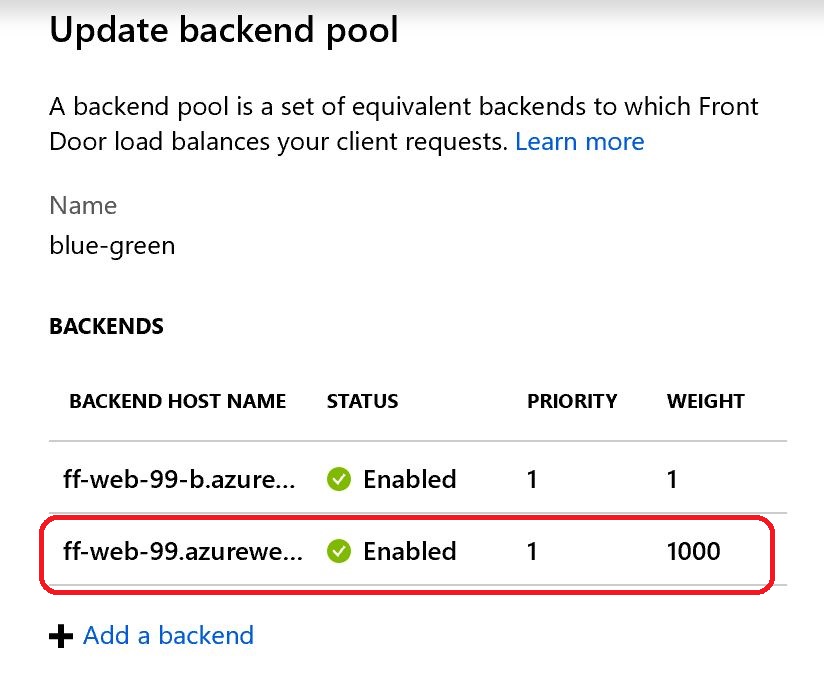 Update backend pool
A backend pool is a set of equivalent backends to which Front
Door load balances your client requests. Learn more
Name
blue-green
BACKENDS
BACKEND HOST NAME STATUS PRIORITY WEIGHT
ff-web-99-b.azure... Enabled 1 1
ff-web-99.azurewe... Enabled 1 1000
Add a backend